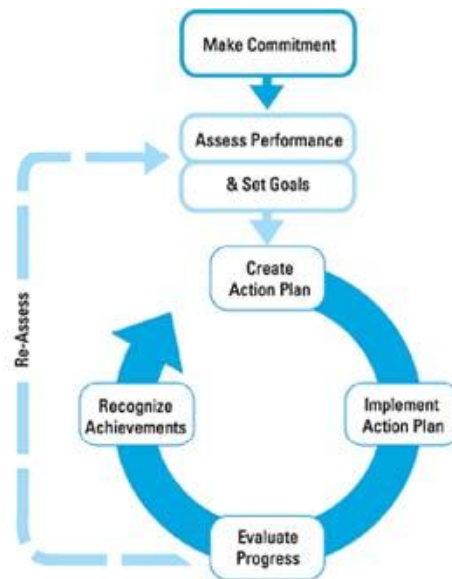 Make Commitment
Assess Performance
& Set Goals
Create
Action Plan
Implement
Action Plan
Evaluate
Progress
Recognize
Achievements
Re-Assess